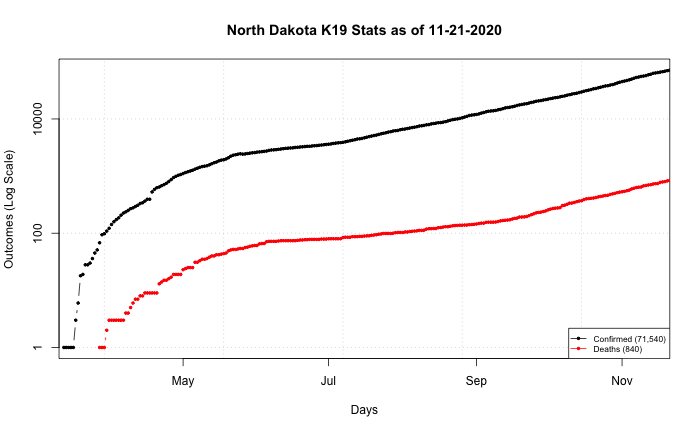 North Dakota K19 Stats as of 11-21-2020
Outcomes (Log Scale)
10000
100
1
May
Jul
Sep
Nov
Days
Confirmed (71,540)
Deaths (840)